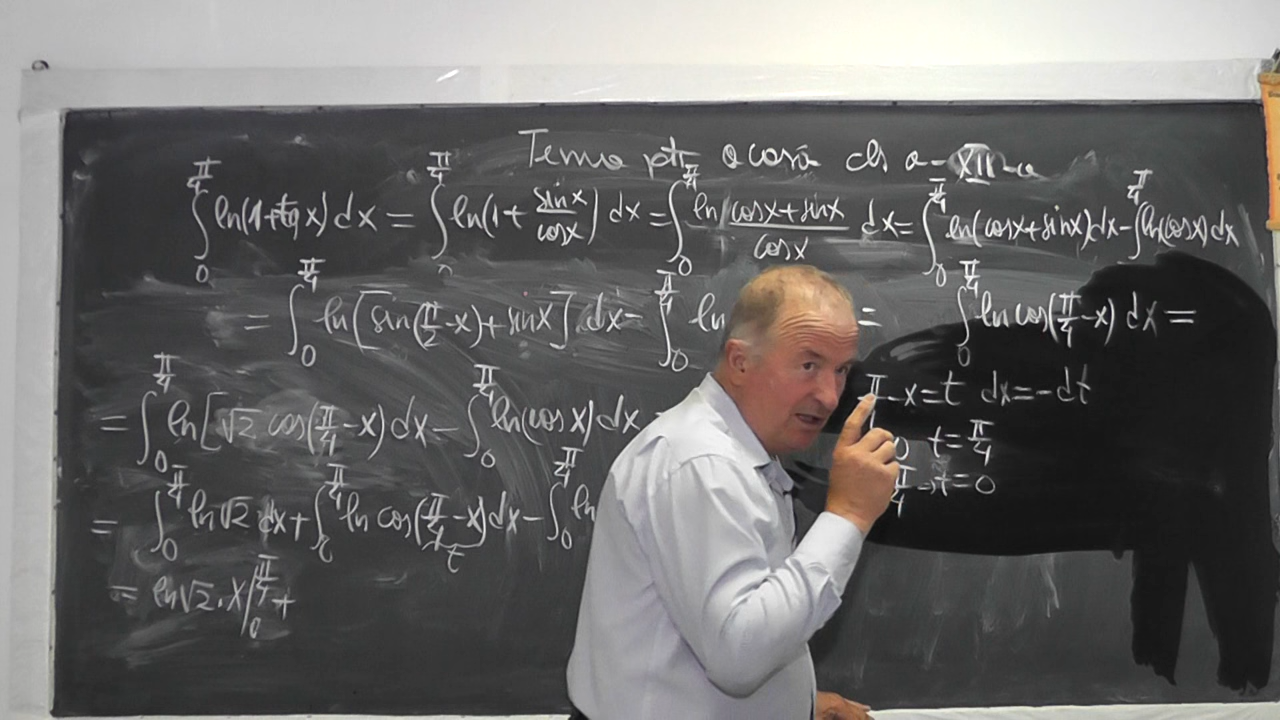 Tema pt. acasă cls a-XII-a
∫₀^{π/4} ln(1+tg x) dx = ∫₀^{π/4} ln(1 + sin x / cos x) dx = ∫₀^{π/4} ln (cos x + sin x) / cos x dx = ∫₀^{π/4} ln(cos x + sin x) dx - ∫^{π/4} ln(cos x) dx
= ∫₀^{π/4} ln[sin(π/2 - x) + sin x] dx - ∫₀^{π/4} ln =
∫₀^{π/4} ln cos(π/4 - x) dx =
= ∫₀^{π/4} ln[√2 cos(π/4 - x) dx - ∫₀^{π/4} ln(cos x) dx
π - x = t dx = -dt
0 t = π/4
π/4 → t = 0
= ∫₀^{π/4} ln √2 dx + ∫₀^{π/4} ln cos(π/4 - x) dx - ∫₀^{π/4} ln
t
= ln √2 · x |₀^{π/4} +